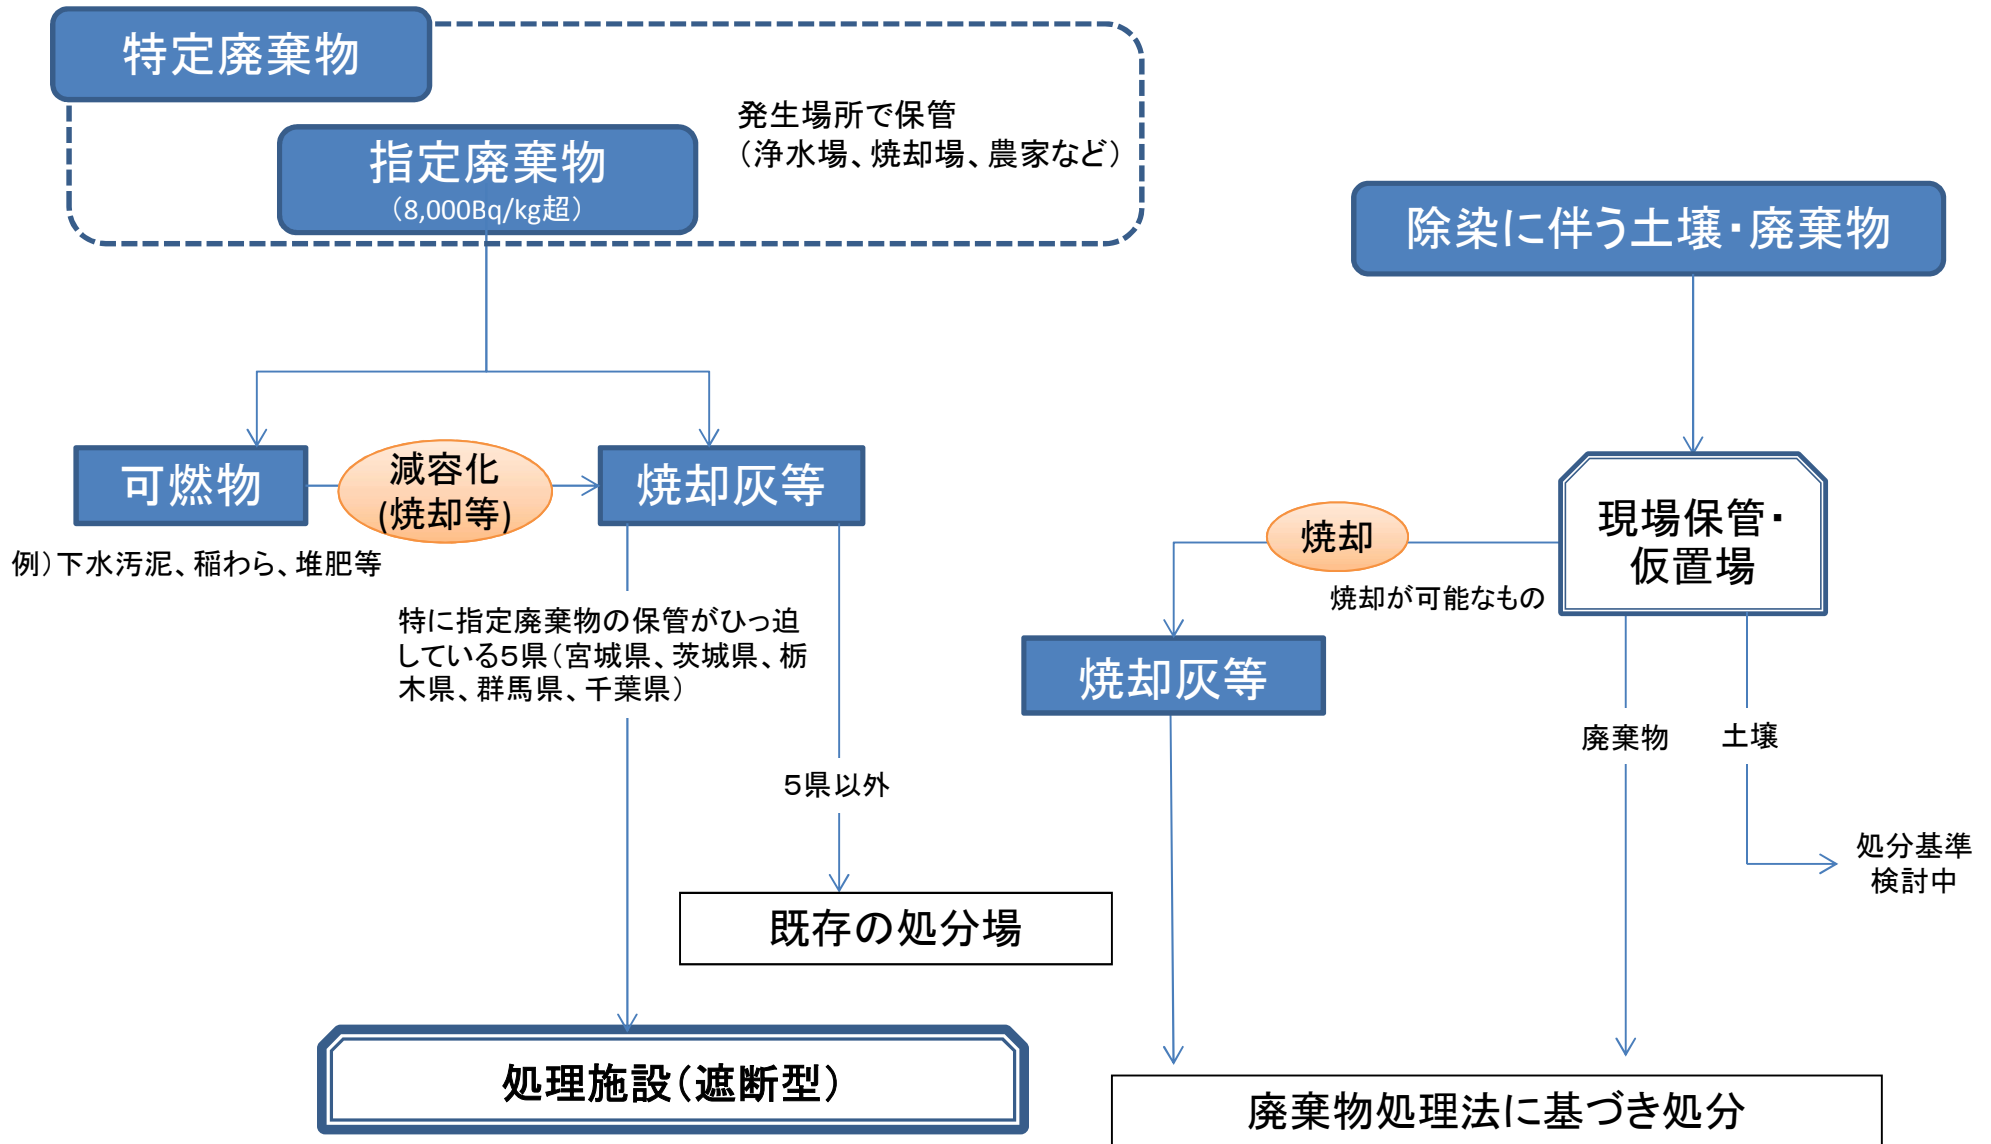 特定廃棄物
発生場所で保管
（浄水場、焼却場、農家など）
指定廃棄物
（8,000Bq/kg超）
除染に伴う土壌・廃棄物
可燃物
減容化
(焼却等)
焼却灰等
例）下水汚泥、稲わら、堆肥等
現場保管・
仮置場
焼却
焼却が可能なもの
特に指定廃棄物の保管がひっ迫
している5県（宮城県、茨城県、栃
木県、群馬県、千葉県）
焼却灰等
廃棄物
土壌
5県以外
処分基準
検討中
既存の処分場
処理施設（遮断型）
廃棄物処理法に基づき処分